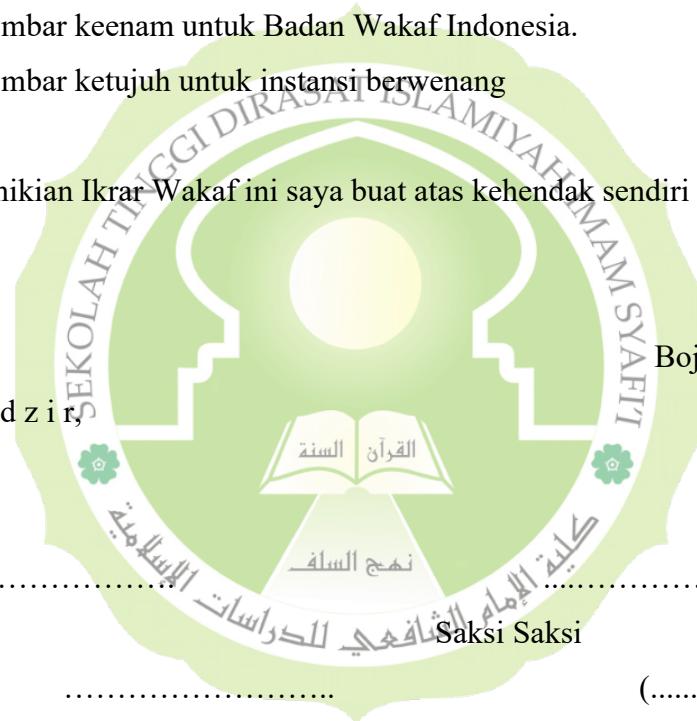 mbar keenam untuk Badan Wakaf Indonesia.
mbar ketujuh untuk instansi berwenang
SEKOLAH TINGGI DIRASAT ISLAMIYAH IMAM SYAFI'I
nikian Ikrar Wakaf ini saya buat atas kehendak sendiri
Boj
d z i r,
القرآن السنة
نهج السلف
كلية الإمام الشافعي للدراسات الإسلامية
…………………. ....……………
Saksi Saksi
…………………….. (.......